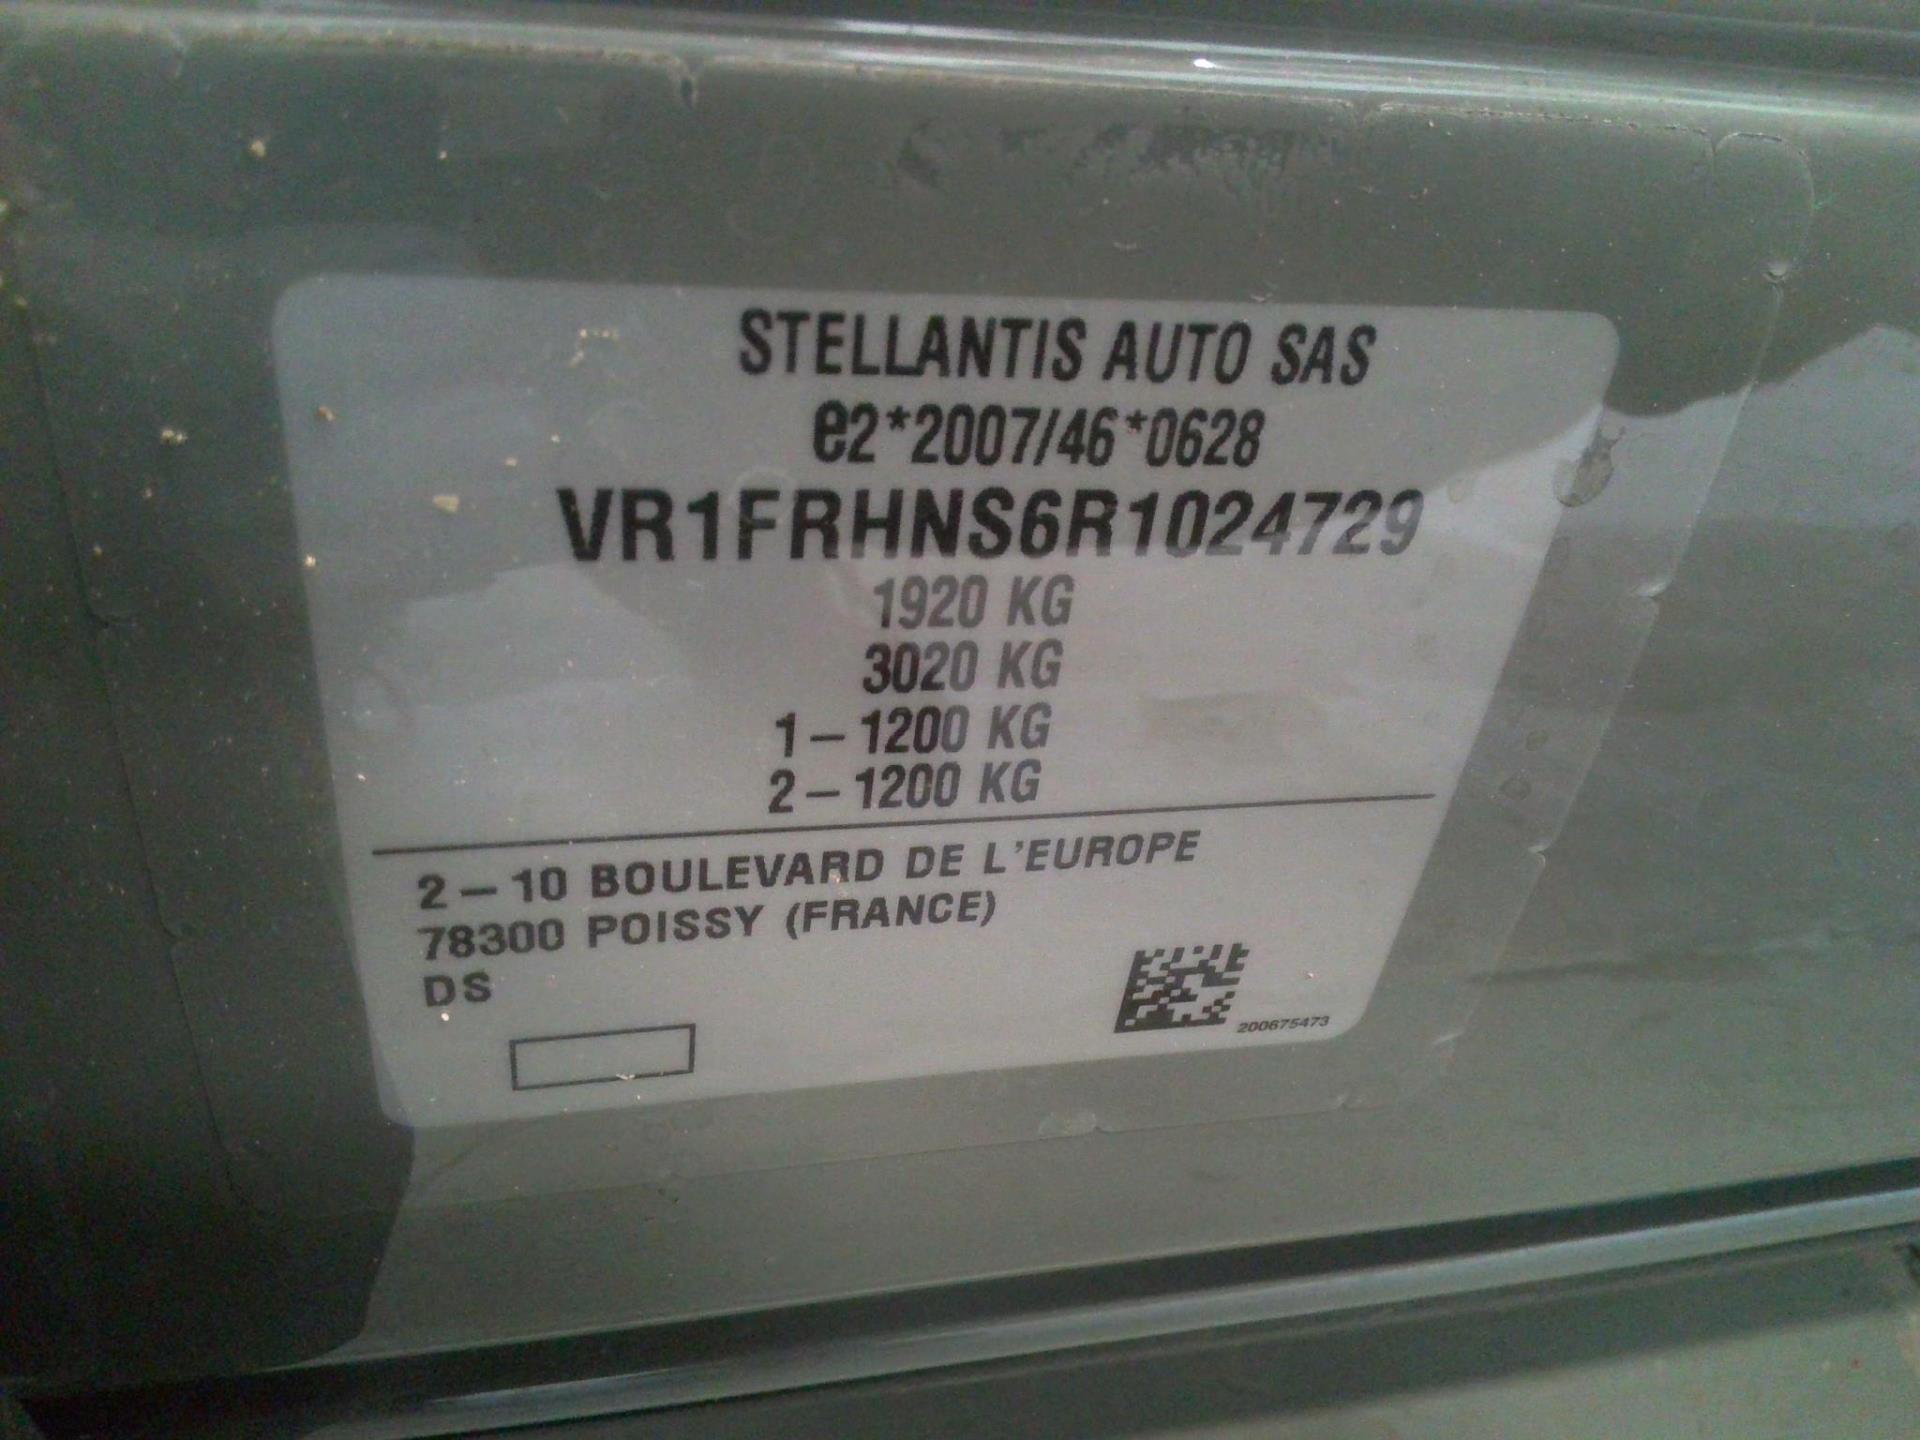 STELLANTIS AUTO SAS
e2*2007/46*0628
VR1FRHNS6R1024729
1920 KG
3020 KG
1-1200 KG
2-1200 KG
2-10 BOULEVARD DE L'EUROPE
78300 POISSY (FRANCE)
DS
200675473